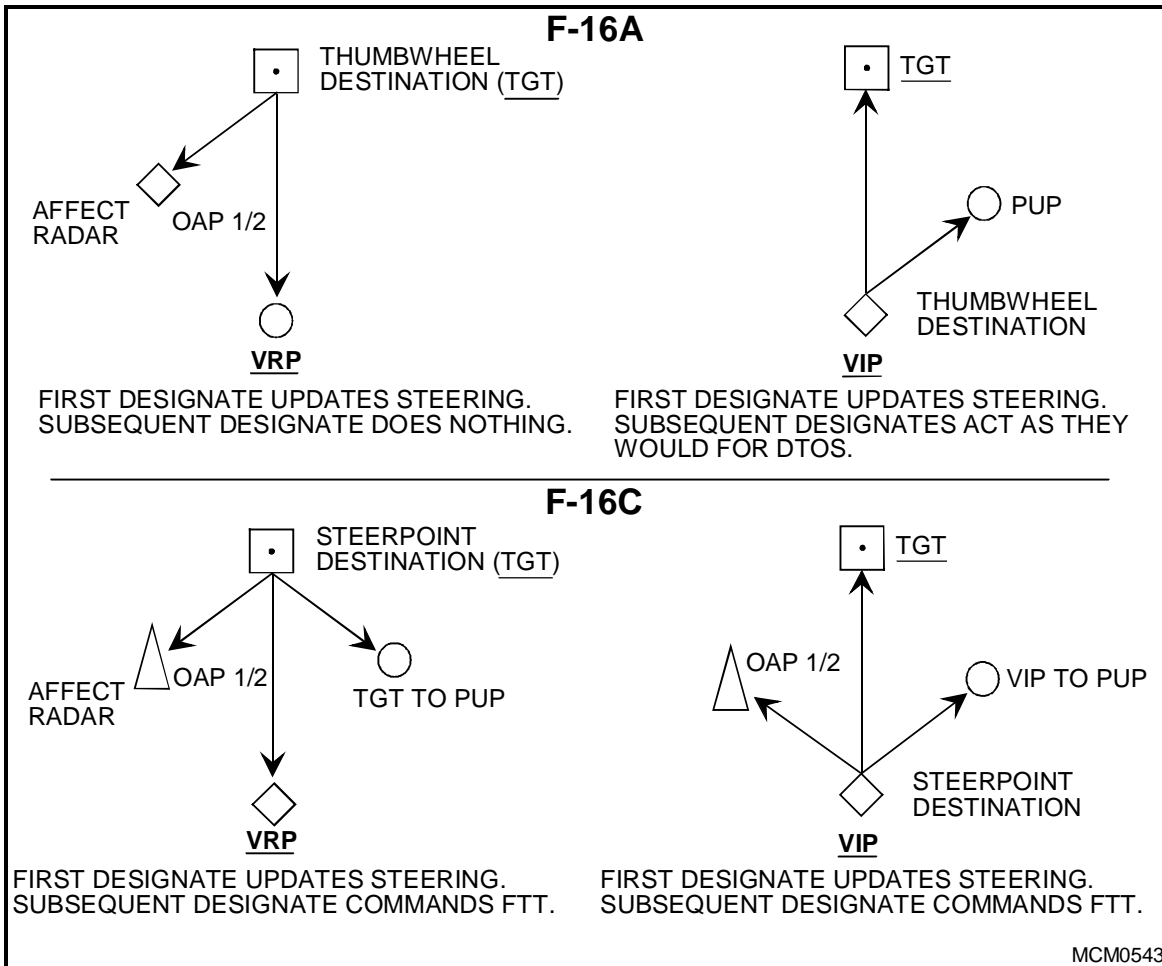 F-16A
THUMBWHEEL
DESTINATION (TGT)
AFFECT
RADAR
OAP 1/2
VRP
FIRST DESIGNATE UPDATES STEERING.
SUBSEQUENT DESIGNATE DOES NOTHING.
TGT
PUP
THUMBWHEEL
DESTINATION
VIP
FIRST DESIGNATE UPDATES STEERING.
SUBSEQUENT DESIGNATES ACT AS THEY
WOULD FOR DTOS.
F-16C
STEERPOINT
DESTINATION (TGT)
AFFECT
RADAR
OAP 1/2
TGT TO PUP
VRP
FIRST DESIGNATE UPDATES STEERING.
SUBSEQUENT DESIGNATE COMMANDS FTT.
TGT
OAP 1/2
VIP TO PUP
STEERPOINT
DESTINATION
VIP
FIRST DESIGNATE UPDATES STEERING.
SUBSEQUENT DESIGNATE COMMANDS FTT.
MCM0543